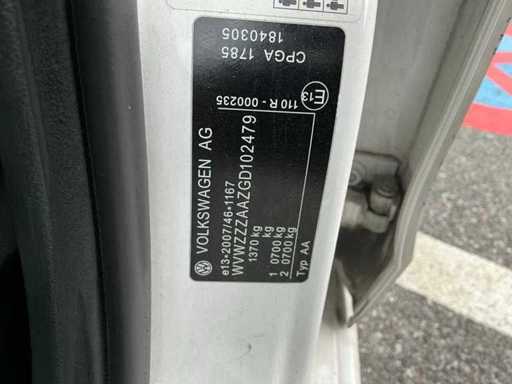 VOLKSWAGEN AG
e13*2007/46*1167
WVWZZZAAZGD102479
1370 kg
kg
1 0700 kg
2 0700 kg
Typ AA
E13
110 R - 000235
CPGA 1785
1840305